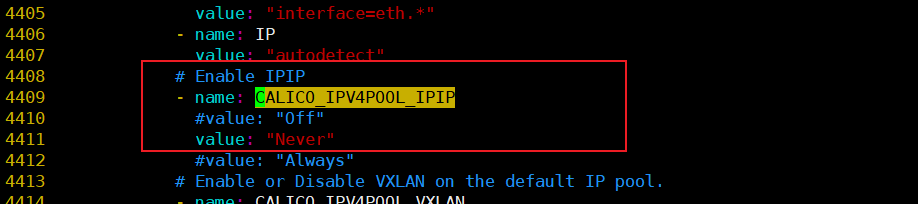 4405 value: "interface=eth.*"
4406 - name: IP
4407 value: "autodetect"
4408 # Enable IPIP
4409 - name: CALICO_IPV4POOL_IPIP
4410 #value: "Off"
4411 value: "Never"
4412 #value: "Always"
4413 # Enable or Disable VXLAN on the default IP pool.
4414 - name: CALICO_IPV4POOL_VXLAN